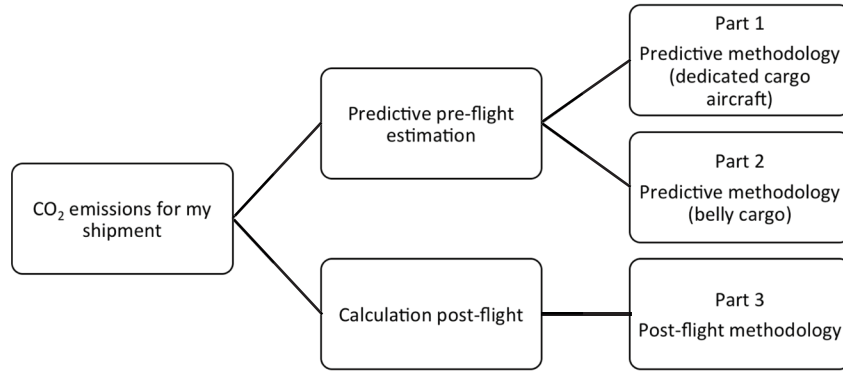 CO₂ emissions for my
shipment
Predictive pre-flight
estimation
Calculation post-flight
Part 1
Predictive methodology
(dedicated cargo
aircraft)
Part 2
Predictive methodology
(belly cargo)
Part 3
Post-flight methodology